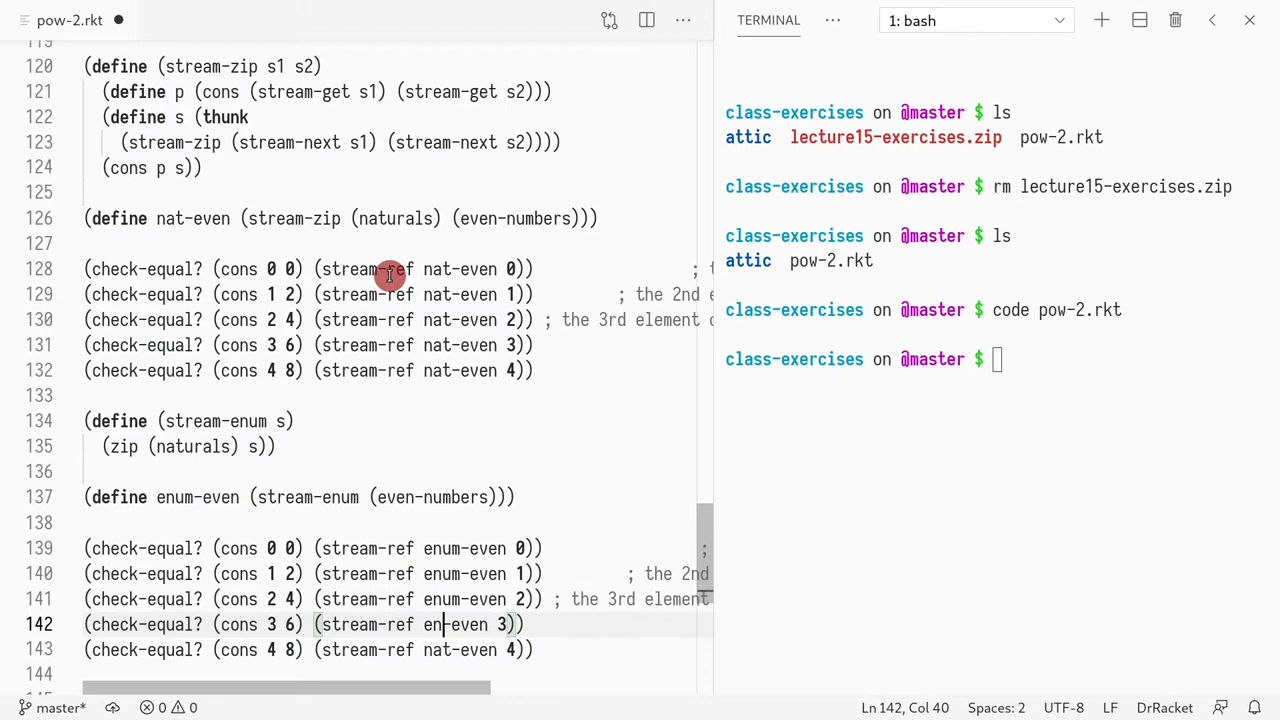 pow-2.rkt
TERMINAL
1: bash
119
120 (define (stream-zip s1 s2)
121 (define p (cons (stream-get s1) (stream-get s2)))
122 (define s (thunk
123 (stream-zip (stream-next s1) (stream-next s2))))
124 (cons p s))
125
126 (define nat-even (stream-zip (naturals) (even-numbers)))
127
128 (check-equal? (cons 0 0) (stream-ref nat-even 0)) ;
129 (check-equal? (cons 1 2) (stream-ref nat-even 1)) ; the 2nd
130 (check-equal? (cons 2 4) (stream-ref nat-even 2)) ; the 3rd element
131 (check-equal? (cons 3 6) (stream-ref nat-even 3))
132 (check-equal? (cons 4 8) (stream-ref nat-even 4))
133
134 (define (stream-enum s)
135 (zip (naturals) s))
136
137 (define enum-even (stream-enum (even-numbers)))
138
139 (check-equal? (cons 0 0) (stream-ref enum-even 0)) ;
140 (check-equal? (cons 1 2) (stream-ref enum-even 1)) ; the 2nd
141 (check-equal? (cons 2 4) (stream-ref enum-even 2)) ; the 3rd element
142 (check-equal? (cons 3 6) (stream-ref en-even 3))
143 (check-equal? (cons 4 8) (stream-ref nat-even 4))
144
class-exercises on @master $ ls
attic lecture15-exercises.zip pow-2.rkt
class-exercises on @master $ rm lecture15-exercises.zip
class-exercises on @master $ ls
attic pow-2.rkt
class-exercises on @master $ code pow-2.rkt
class-exercises on @master $
master* 0 0 Ln 142, Col 40 Spaces: 2 UTF-8 LF DrRacket